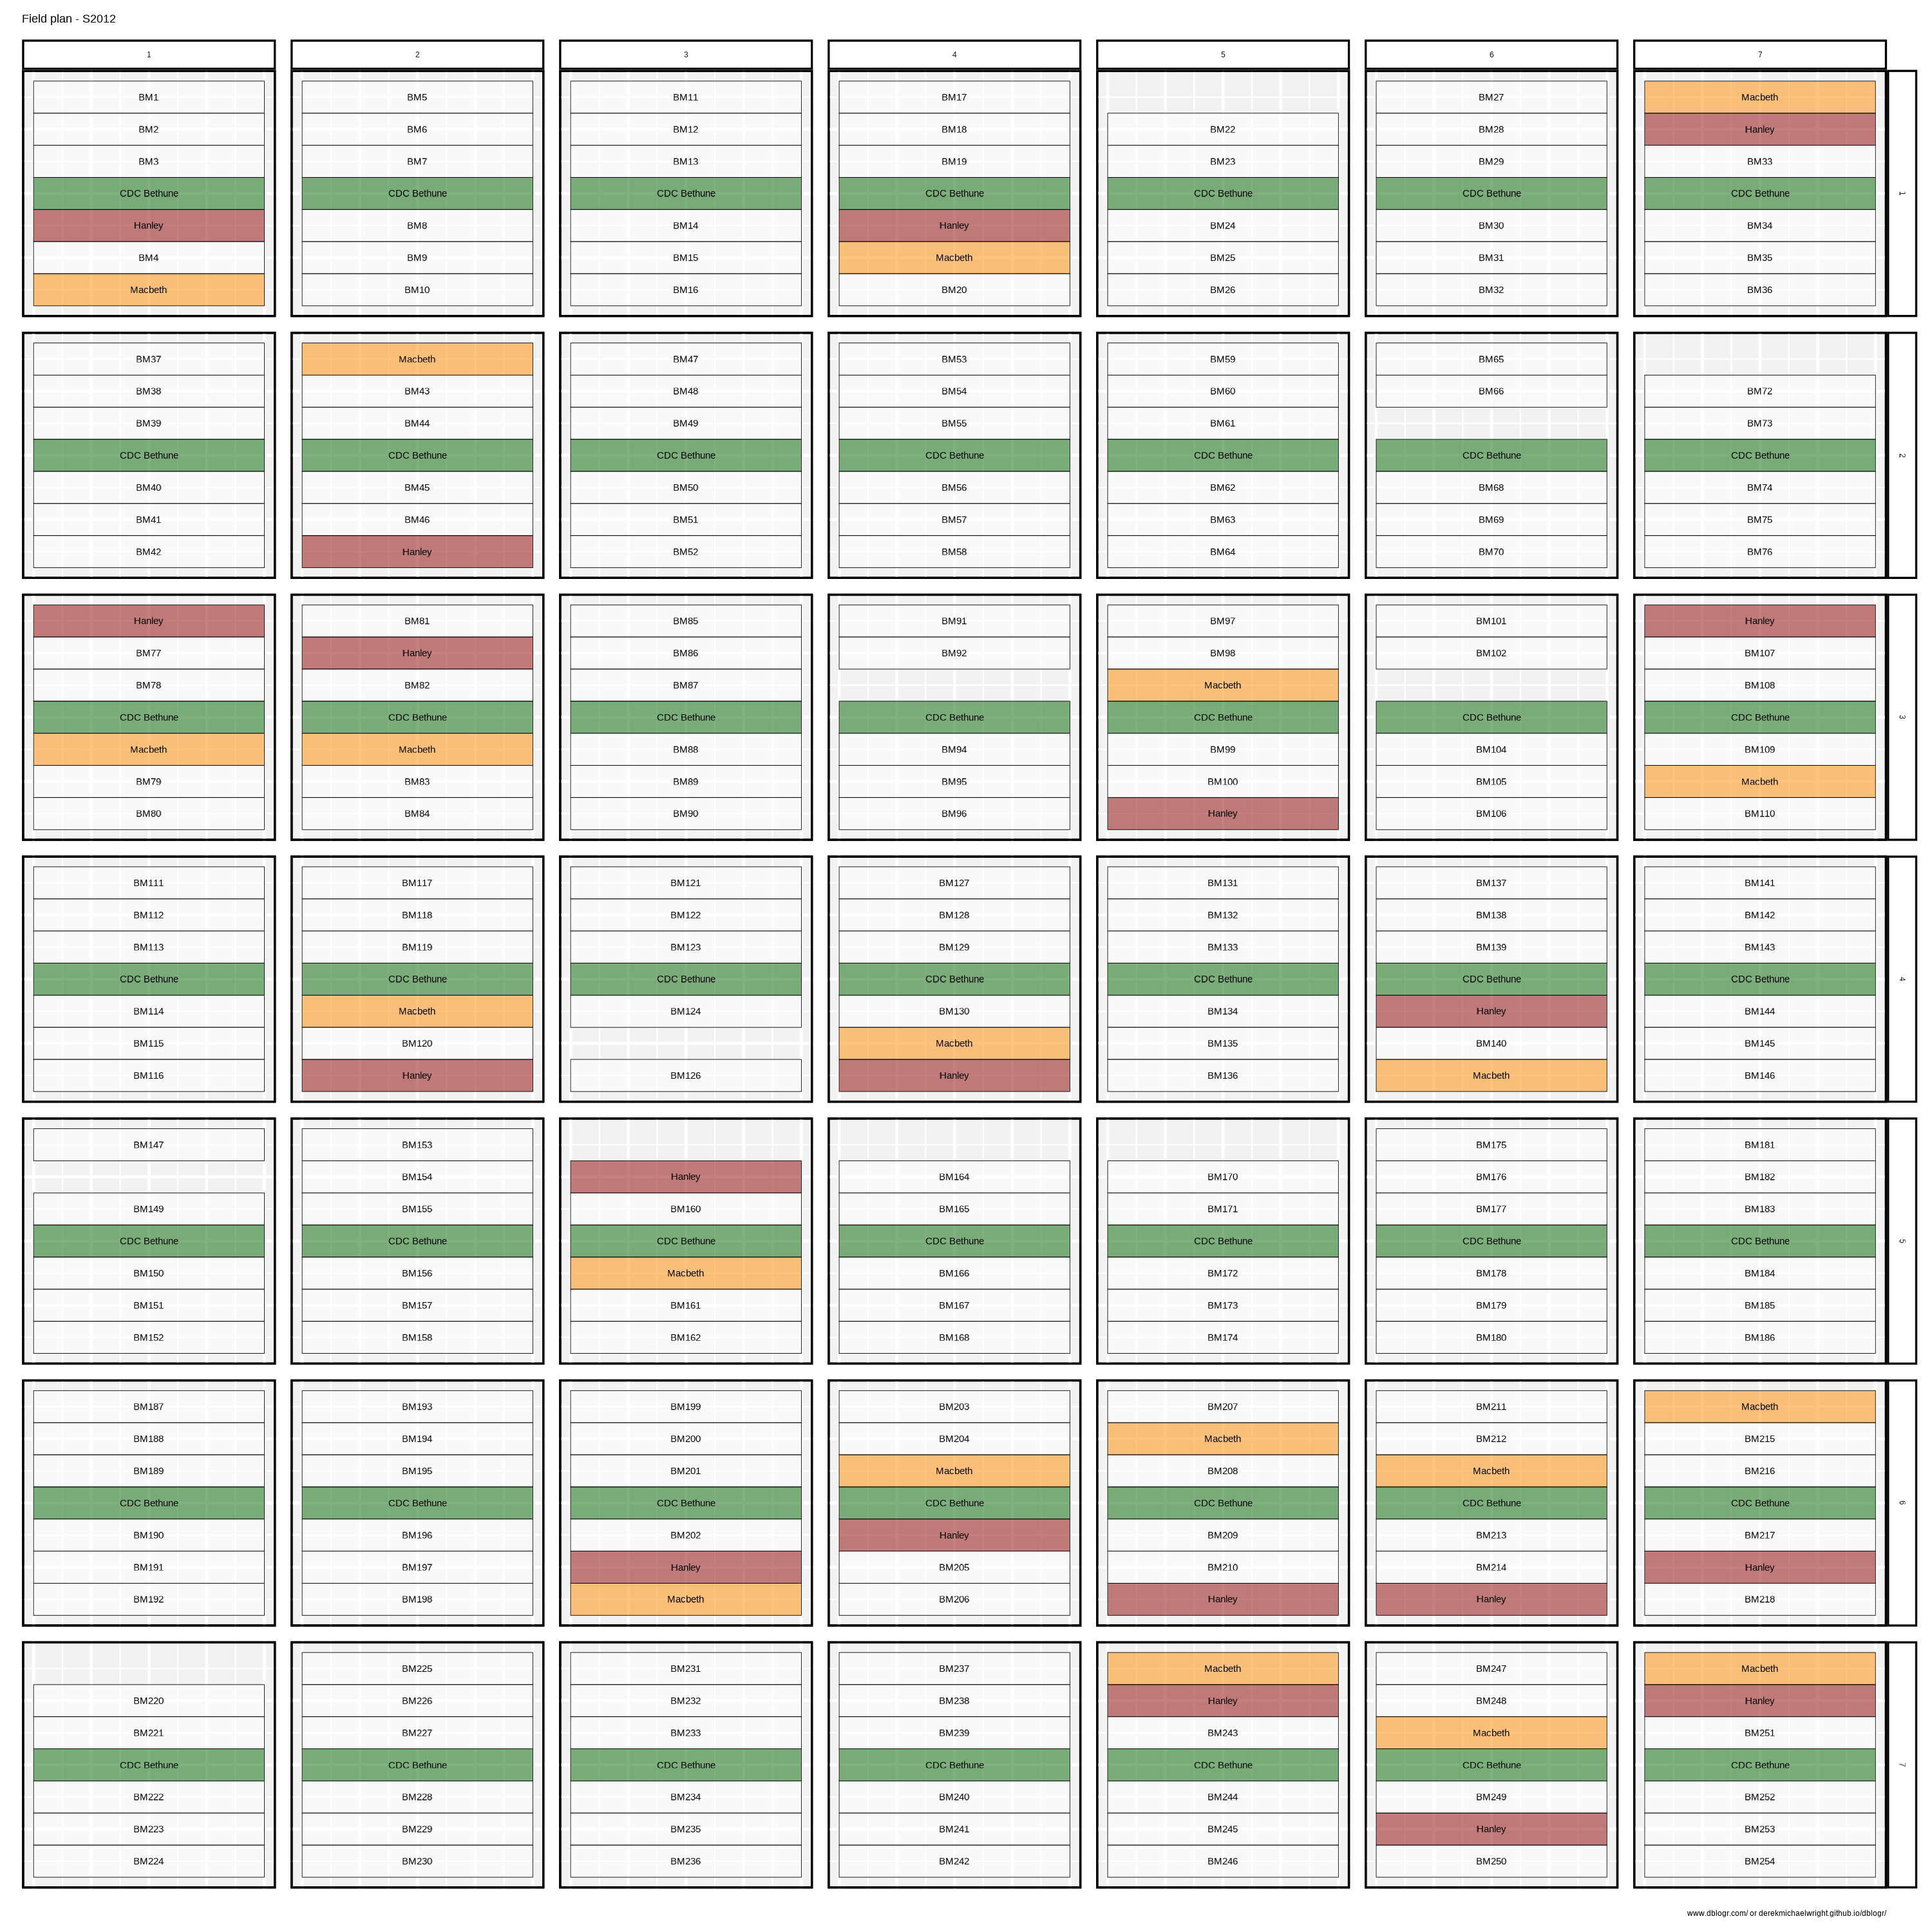 Field plan - S2012
1 2 3 4 5 6 7
BM1 BM5 BM11 BM17 BM27 Macbeth
BM2 BM6 BM12 BM18 BM22 BM28 Hanley
BM3 BM7 BM13 BM19 BM23 BM29 BM33
CDC Bethune CDC Bethune CDC Bethune CDC Bethune CDC Bethune CDC Bethune CDC Bethune 1
Hanley BM8 BM14 Hanley BM24 BM30 BM34
BM4 BM9 BM15 Macbeth BM25 BM31 BM35
Macbeth BM10 BM16 BM20 BM26 BM32 BM36
BM37 Macbeth BM47 BM53 BM59 BM65
BM38 BM43 BM48 BM54 BM60 BM66 BM72
BM39 BM44 BM49 BM55 BM61 BM73
CDC Bethune CDC Bethune CDC Bethune CDC Bethune CDC Bethune CDC Bethune CDC Bethune 2
BM40 BM45 BM50 BM56 BM62 BM68 BM74
BM41 BM46 BM51 BM57 BM63 BM69 BM75
BM42 Hanley BM52 BM58 BM64 BM70 BM76
Hanley BM81 BM85 BM91 BM97 BM101 Hanley
BM77 Hanley BM86 BM92 BM98 BM102 BM107
BM78 BM82 BM87 Macbeth BM108
CDC Bethune CDC Bethune CDC Bethune CDC Bethune CDC Bethune CDC Bethune CDC Bethune 3
Macbeth Macbeth BM88 BM94 BM99 BM104 BM109
BM79 BM83 BM89 BM95 BM100 BM105 Macbeth
BM80 BM84 BM90 BM96 Hanley BM106 BM110
BM111 BM117 BM121 BM127 BM131 BM137 BM141
BM112 BM118 BM122 BM128 BM132 BM138 BM142
BM113 BM119 BM123 BM129 BM133 BM139 BM143
CDC Bethune CDC Bethune CDC Bethune CDC Bethune CDC Bethune CDC Bethune CDC Bethune 4
BM114 Macbeth BM124 BM130 BM134 Hanley BM144
BM115 BM120 Macbeth BM135 BM140 BM145
BM116 Hanley BM126 Hanley BM136 Macbeth BM146
BM147 BM153 BM175 BM181
BM154 Hanley BM164 BM170 BM176 BM182
BM149 BM155 BM160 BM165 BM171 BM177 BM183
CDC Bethune CDC Bethune CDC Bethune CDC Bethune CDC Bethune CDC Bethune CDC Bethune 5
BM150 BM156 Macbeth BM166 BM172 BM178 BM184
BM151 BM157 BM161 BM167 BM173 BM179 BM185
BM152 BM158 BM162 BM168 BM174 BM180 BM186
BM187 BM193 BM199 BM203 BM207 BM211 Macbeth
BM188 BM194 BM200 BM204 Macbeth BM212 BM215
BM189 BM195 BM201 Macbeth BM208 Macbeth BM216
CDC Bethune CDC Bethune CDC Bethune CDC Bethune CDC Bethune CDC Bethune CDC Bethune 6
BM190 BM196 BM202 Hanley BM209 BM213 BM217
BM191 BM197 Hanley BM205 BM210 BM214 Hanley
BM192 BM198 Macbeth BM206 Hanley Hanley BM218
BM225 BM231 BM237 Macbeth BM247 Macbeth
BM220 BM226 BM232 BM238 Hanley BM248 Hanley
BM221 BM227 BM233 BM239 BM243 Macbeth BM251
CDC Bethune CDC Bethune CDC Bethune CDC Bethune CDC Bethune CDC Bethune CDC Bethune 7
BM222 BM228 BM234 BM240 BM244 BM249 BM252
BM223 BM229 BM235 BM241 BM245 Hanley BM253
BM224 BM230 BM236 BM242 BM246 BM250 BM254
www.dblogr.com/ or derekmichaelwright.github.io/dblogr/